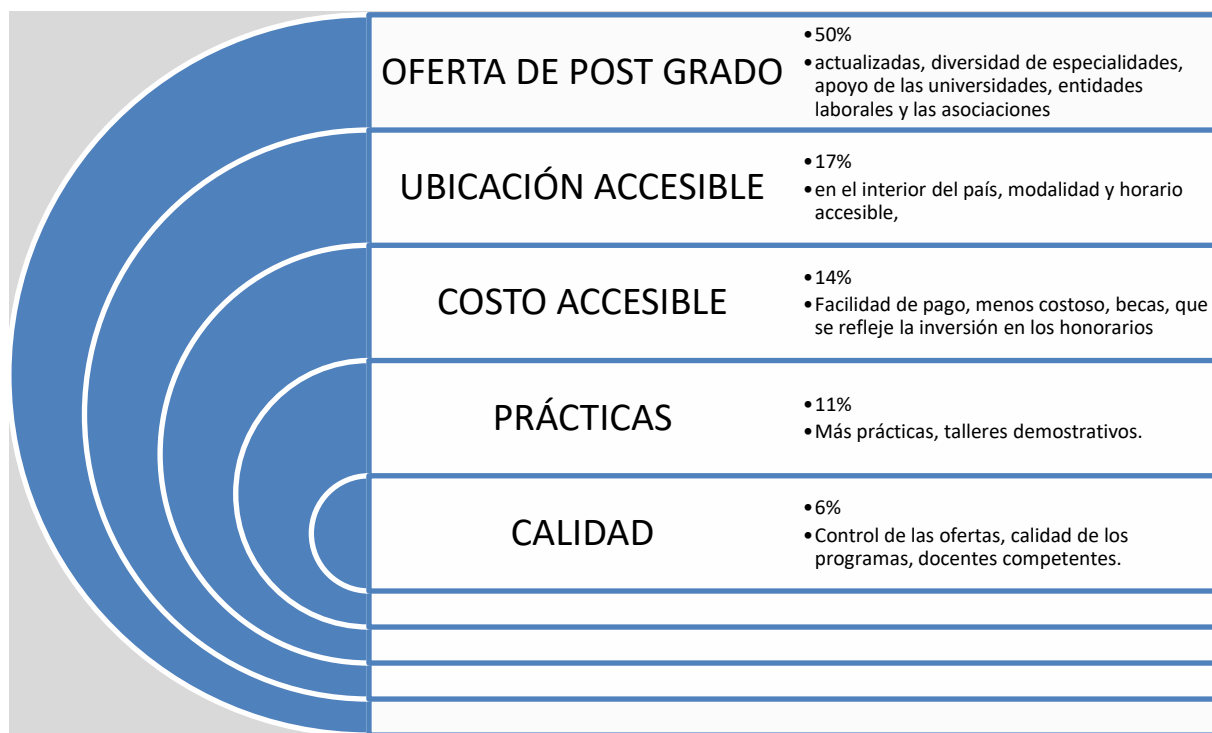 OFERTA DE POST GRADO
•50%
•actualizadas, diversidad de especialidades,
apoyo de las universidades, entidades
laborales y las asociaciones
UBICACIÓN ACCESIBLE
•17%
•en el interior del país, modalidad y horario
accesible,
COSTO ACCESIBLE
•14%
•Facilidad de pago, menos costoso, becas, que
se refleje la inversión en los honorarios
PRÁCTICAS
•11%
•Más prácticas, talleres demostrativos.
CALIDAD
•6%
•Control de las ofertas, calidad de los
programas, docentes competentes.